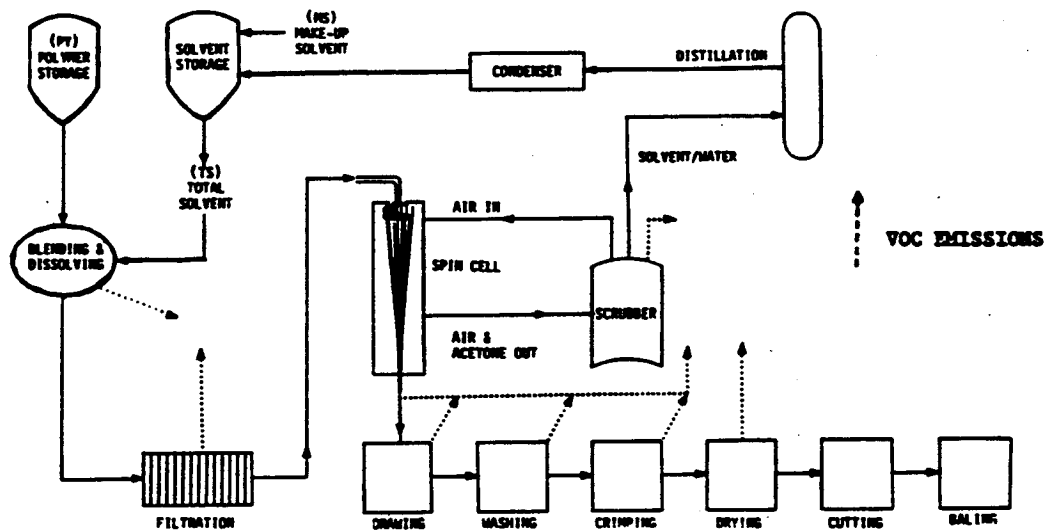 (PY)
POLYMER
STORAGE
SOLVENT
STORAGE
(MS)
MAKE-UP
SOLVENT
CONDENSER
DISTILLATION
SOLVENT/WATER
(TS)
TOTAL
SOLVENT
BLENDING &
DISSOLVING
AIR IN
SPIN CELL
AIR &
ACETONE OUT
SCRUBBER
VOC EMISSIONS
FILTRATION
DRAWING
WASHING
CRIMPING
DRYING
CUTTING
BALING